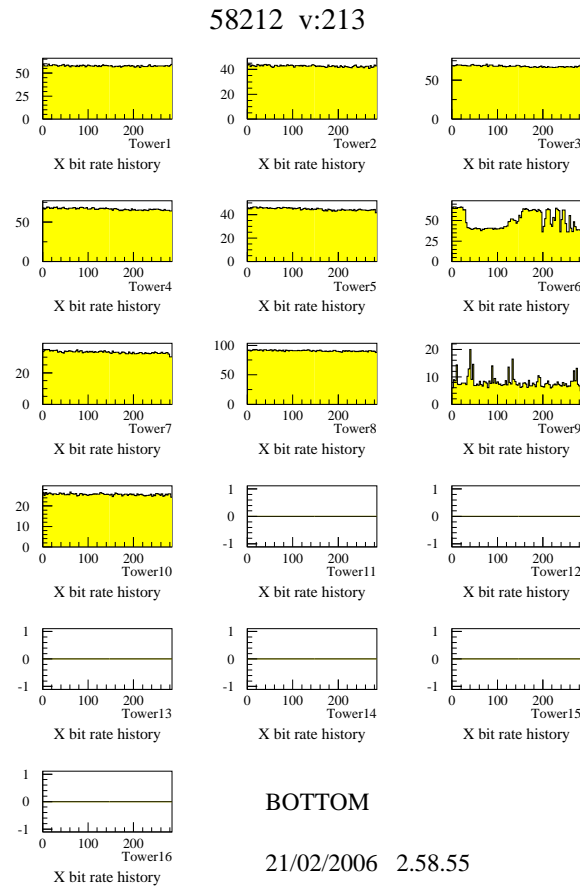 58212 v:213
50
25
0
0 100 200
Tower1
X bit rate history
40
20
0
0 100 200
Tower2
X bit rate history
50
0
0 100 200
Tower3
X bit rate history
50
0
0 100 200
Tower4
X bit rate history
40
20
0
0 100 200
Tower5
X bit rate history
50
25
0
0 100 200
Tower6
X bit rate history
20
0
0 100 200
Tower7
X bit rate history
100
50
0
0 100 200
Tower8
X bit rate history
20
10
0
0 100 200
Tower9
X bit rate history
20
10
0
0 100 200
Tower10
X bit rate history
1
0
-1
0 100 200
Tower11
X bit rate history
1
0
-1
0 100 200
Tower12
X bit rate history
1
0
-1
0 100 200
Tower13
X bit rate history
1
0
-1
0 100 200
Tower14
X bit rate history
1
0
-1
0 100 200
Tower15
X bit rate history
1
0
-1
0 100 200
Tower16
X bit rate history
BOTTOM
21/02/2006 2.58.55